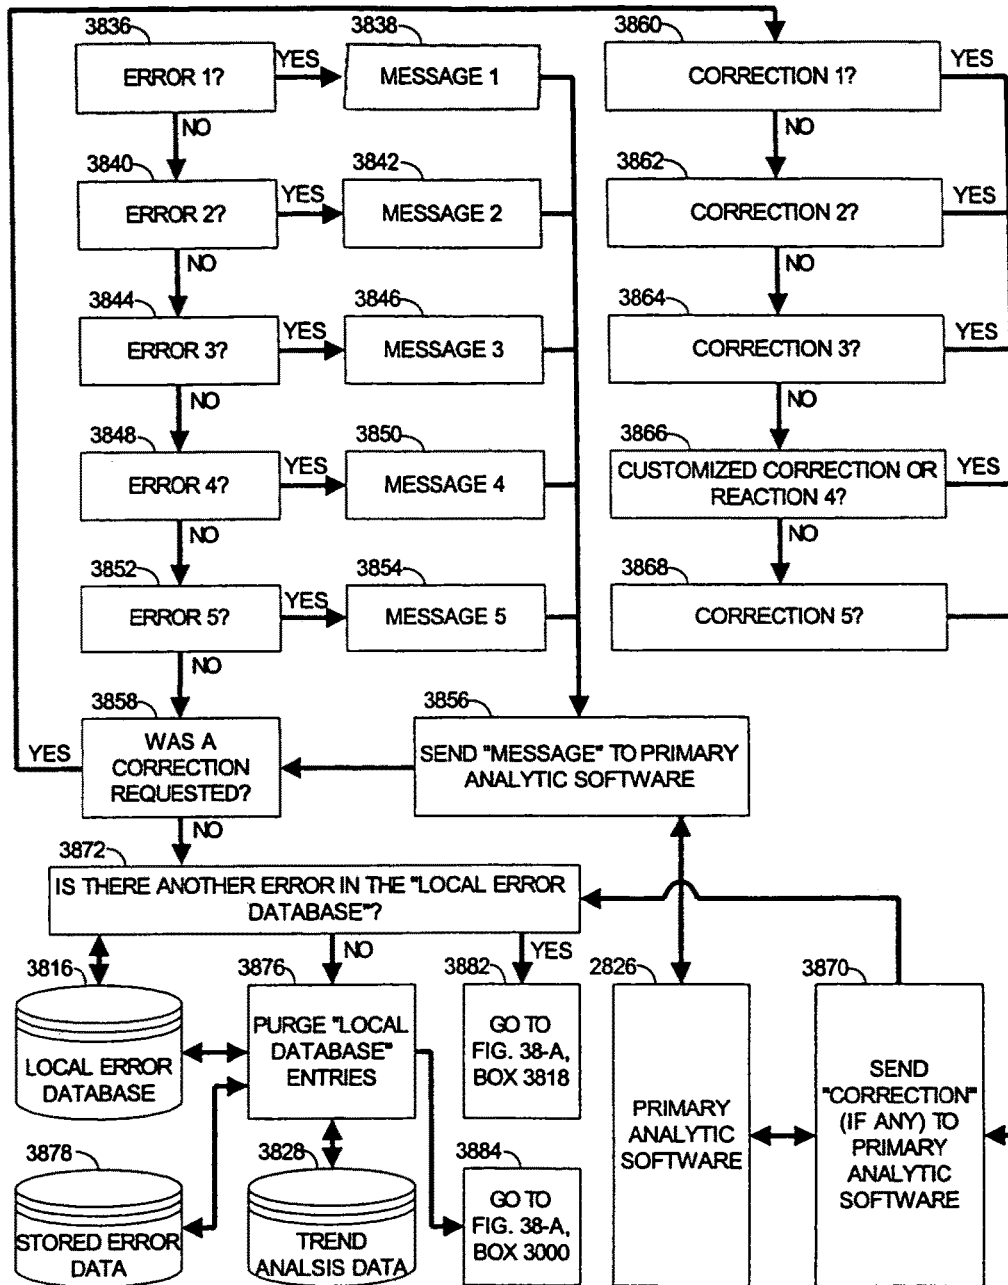 3836
ERROR 1?
YES
3838
MESSAGE 1
NO
3840
ERROR 2?
YES
3842
MESSAGE 2
NO
3844
ERROR 3?
YES
3846
MESSAGE 3
NO
3848
ERROR 4?
YES
3850
MESSAGE 4
NO
3852
ERROR 5?
YES
3854
MESSAGE 5
NO
3860
CORRECTION 1?
YES
NO
3862
CORRECTION 2?
YES
NO
3864
CORRECTION 3?
YES
NO
3866
CUSTOMIZED CORRECTION OR
REACTION 4?
YES
NO
3868
CORRECTION 5?
3858
YES
WAS A
CORRECTION
REQUESTED?
NO
3856
SEND "MESSAGE" TO PRIMARY
ANALYTIC SOFTWARE
3872
IS THERE ANOTHER ERROR IN THE "LOCAL ERROR
DATABASE"?
NO
YES
3816
LOCAL ERROR
DATABASE
3876
PURGE "LOCAL
DATABASE"
ENTRIES
3882
GO TO
FIG. 38-A,
BOX 3818
2826
PRIMARY
ANALYTIC
SOFTWARE
3870
SEND
"CORRECTION"
(IF ANY) TO
PRIMARY
ANALYTIC
SOFTWARE
3878
STORED ERROR
DATA
3828
TREND
ANALSIS DATA
3884
GO TO
FIG. 38-A,
BOX 3000